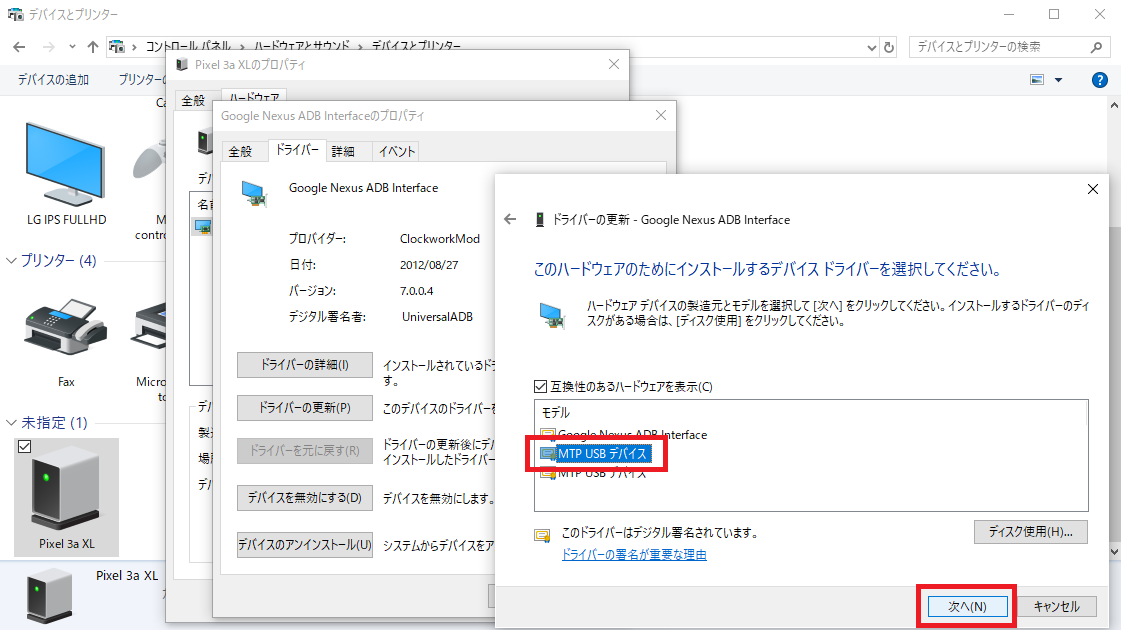 デバイスとプリンター
コントロール パネル > ハードウェアとサウンド > デバイスとプリンター
デバイスとプリンターの検索
デバイスの追加
LG IPS FULLHD
プリンター (4)
Fax
未指定 (1)
Pixel 3a XL
Pixel 3a XL
Pixel 3a XLのプロパティ
全般
ハードウェア
Google Nexus ADB Interfaceのプロパティ
全般
ドライバー
詳細
イベント
Google Nexus ADB Interface
プロバイダー: ClockworkMod
日付: 2012/08/27
バージョン: 7.0.0.4
デジタル署名者: UniversalADB
ドライバーの詳細(I)
インストールされているド
す。
ドライバーの更新(P)
このデバイスのドライバーを
ドライバーを元に戻す(R)
ドライバーの更新後にデバ
インストールしたドライバー
デバイスを無効にする(D)
デバイスを無効にします。
デバイスのアンインストール(U)
システムからデバイスをア
ドライバーの更新 - Google Nexus ADB Interface
このハードウェアのためにインストールするデバイス ドライバーを選択してください。
ハードウェア デバイスの製造元とモデルを選択して [次へ] をクリックしてください。インストールするドライバーのディ
スクがある場合は、[ディスク使用] をクリックしてください。
互換性のあるハードウェアを表示(C)
モデル
Google Nexus ADB Interface
MTP USB デバイス
MTP USB デバイス
このドライバーはデジタル署名されています。
ドライバーの署名が重要な理由
ディスク使用(H)...
次へ(N)
キャンセル